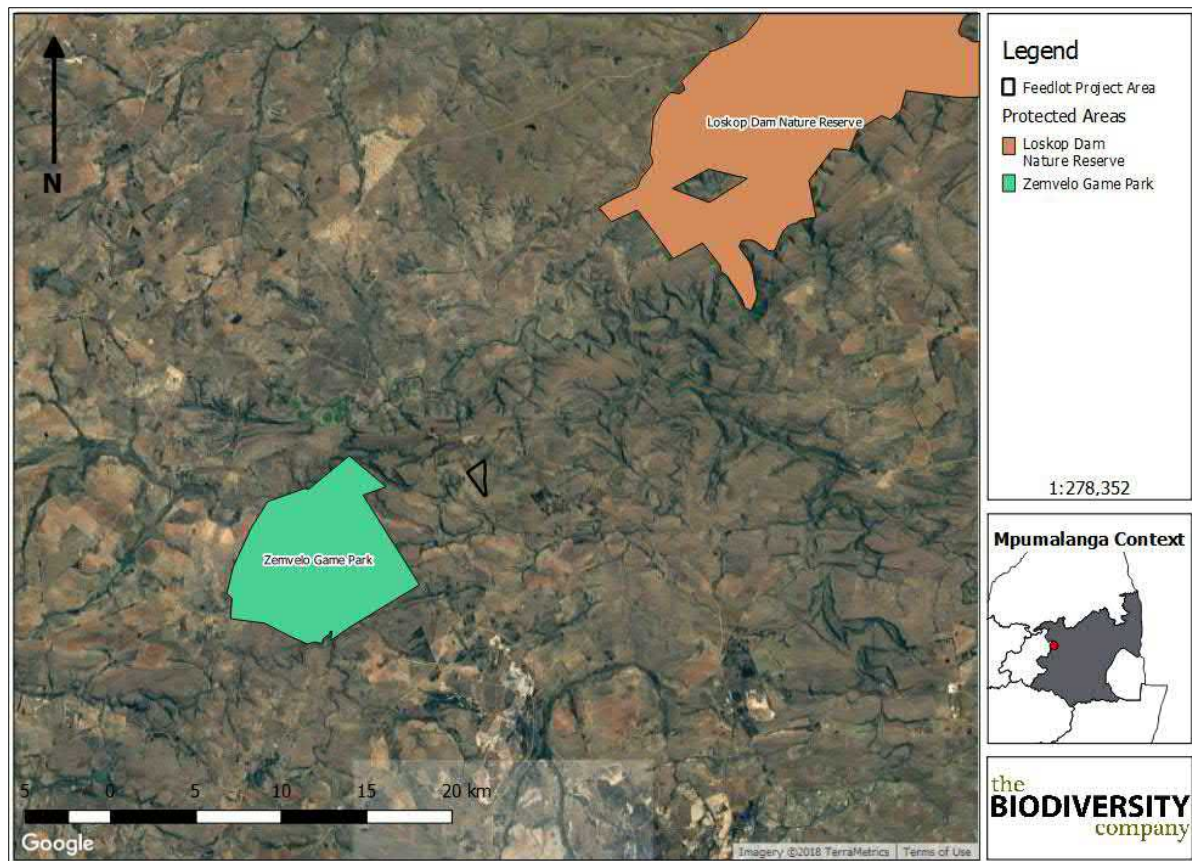 N
Loskop Dam Nature Reserve
Zemvelo Game Park
5 0 5 10 15 20 km
Google
Imagery ©2018 TerraMetrics Terms of Use
Legend
Feedlot Project Area
Protected Areas
Loskop Dam
Nature Reserve
Zemvelo Game Park
1:278,352
Mpumalanga Context
the
BIODIVERSITY
company